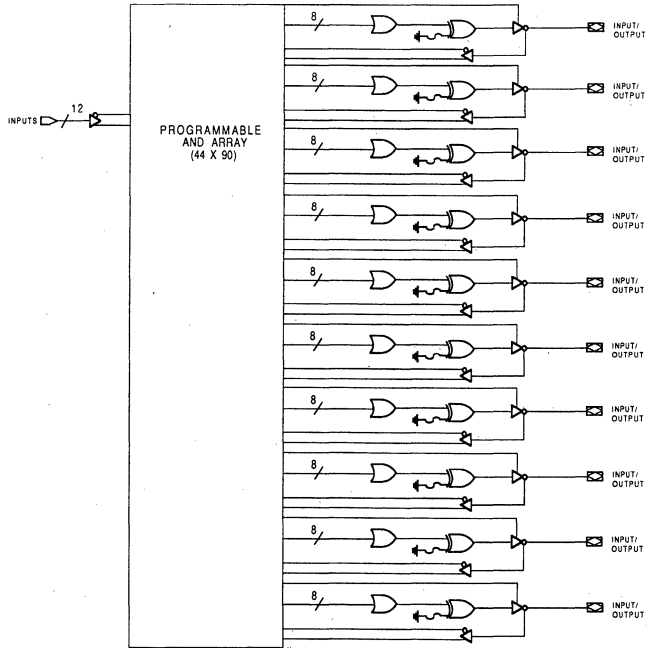 8
INPUT/
OUTPUT
8
INPUT/
OUTPUT
12
INPUTS
PROGRAMMABLE
AND ARRAY
(44 X 90)
8
INPUT/
OUTPUT
8
INPUT/
OUTPUT
8
INPUT/
OUTPUT
8
INPUT/
OUTPUT
8
INPUT/
OUTPUT
8
INPUT/
OUTPUT
8
INPUT/
OUTPUT
8
INPUT/
OUTPUT